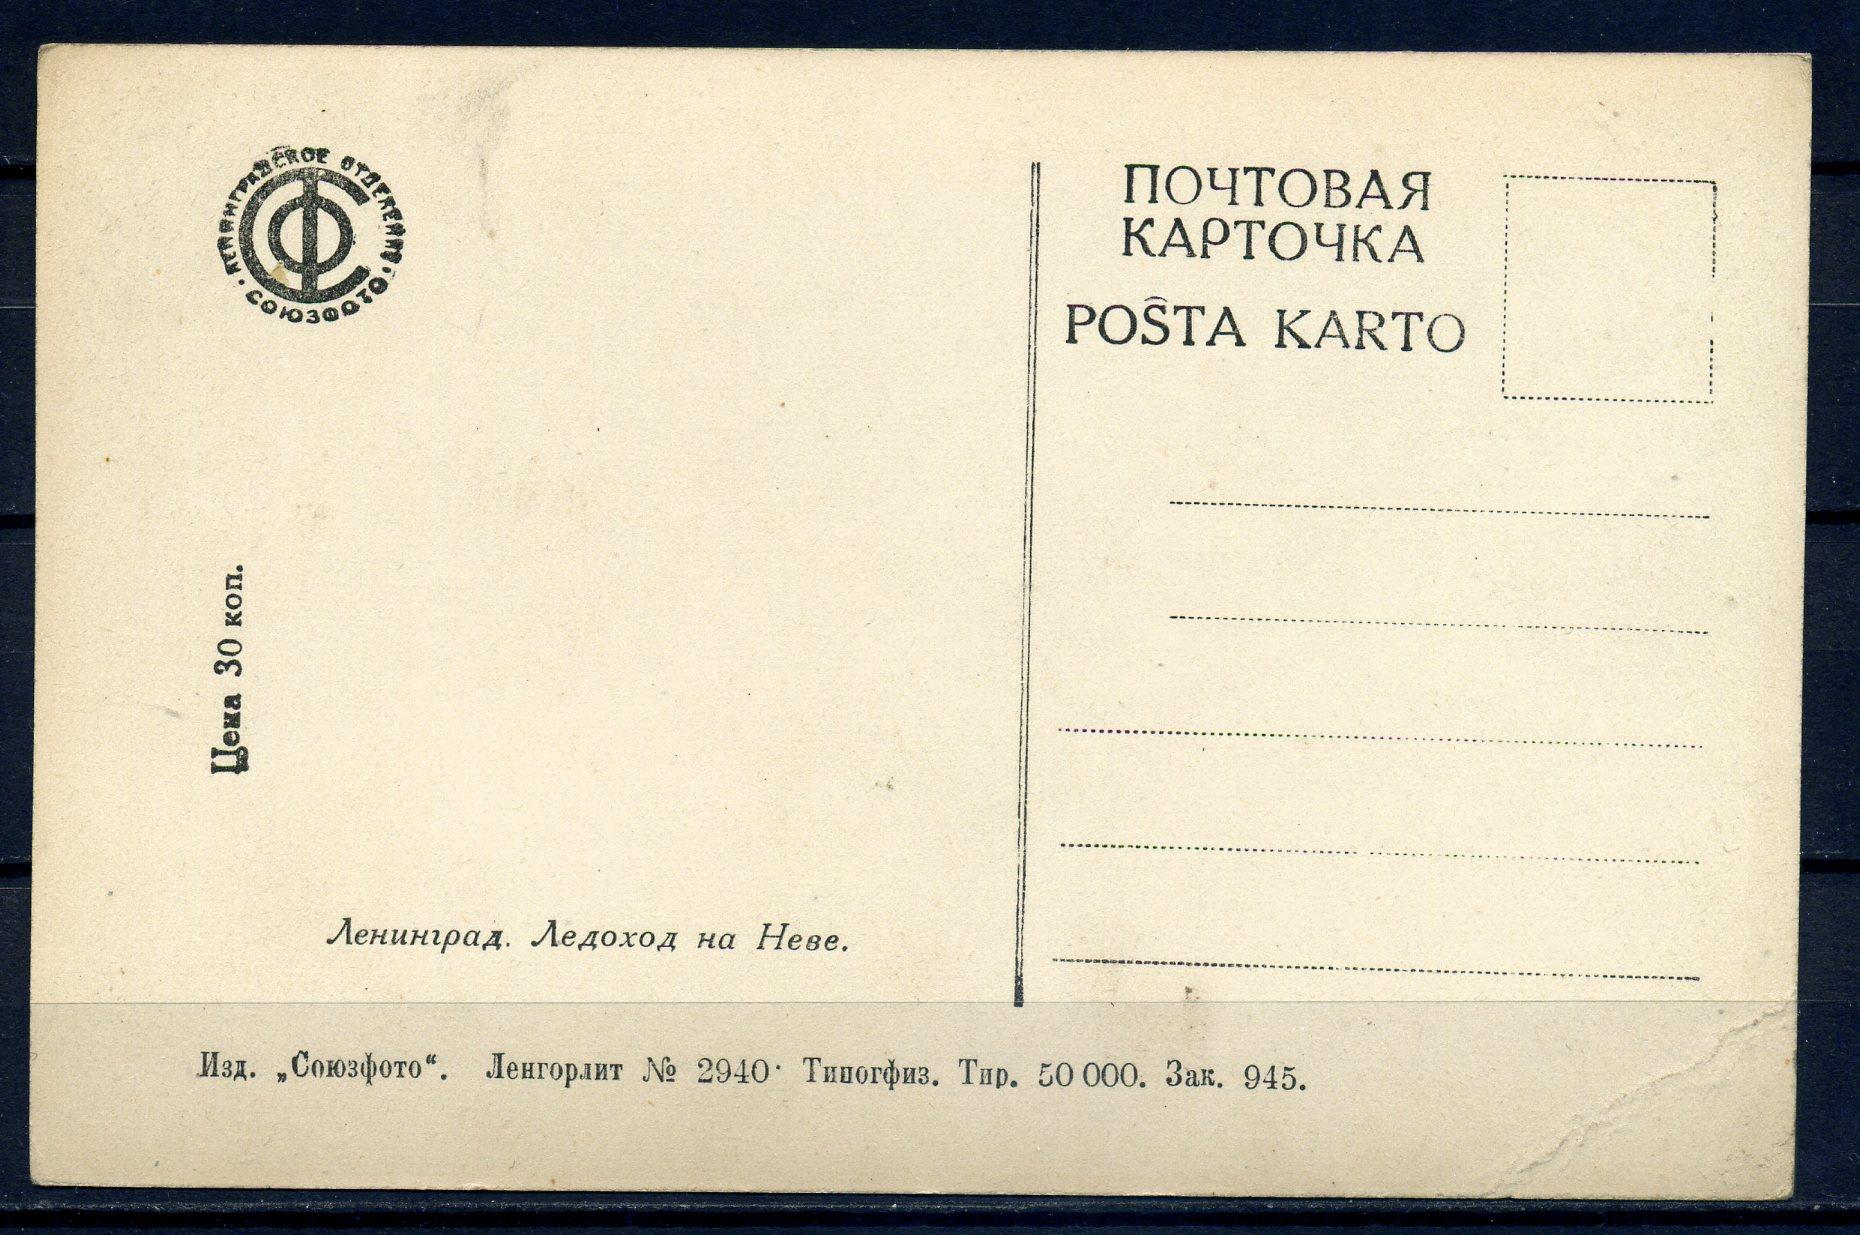 ЛЕНИНГРАДСКОЕ ОТДЕЛЕНИЕ
СОЮЗФОТО
ПОЧТОВАЯ
КАРТОЧКА
POŜTA KARTO
Цена 30 коп.
Ленинград. Ледоход на Неве.
Изд. „Союзфото“. Ленгорлит № 2940· Типогфиз. Тир. 50 000. Зак. 945.